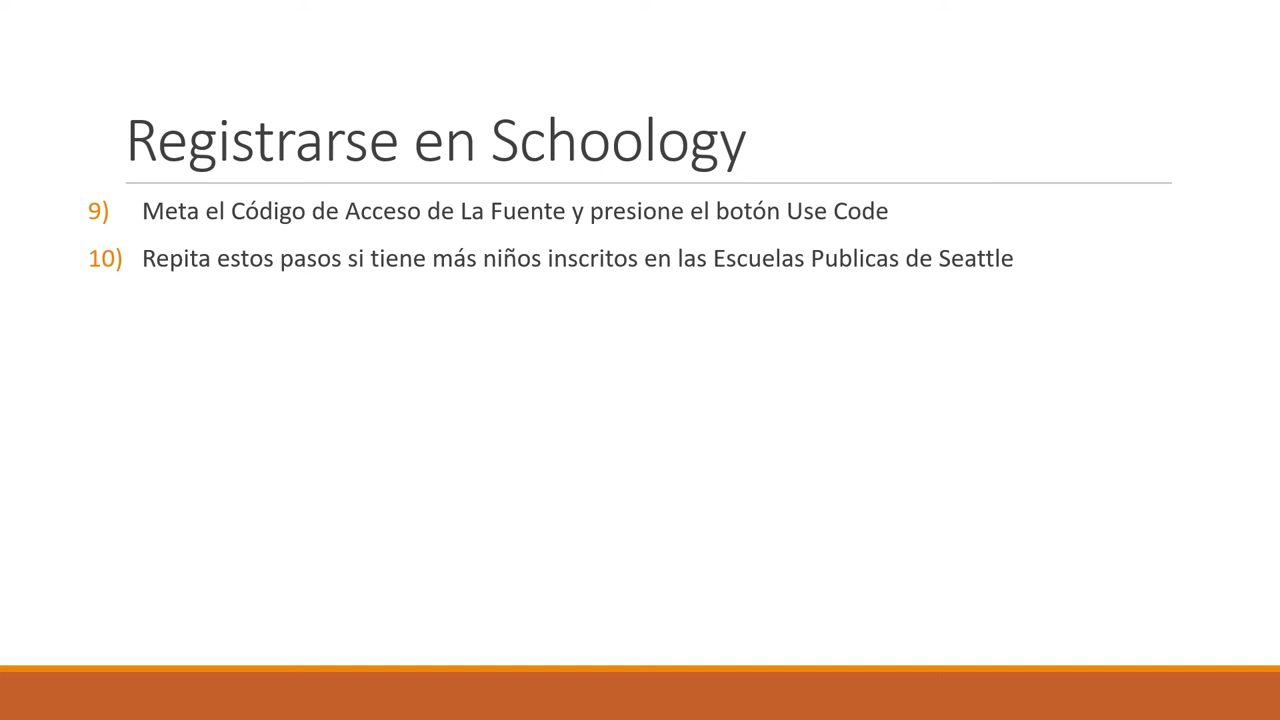 Registrarse en Schoology
9) Meta el Código de Acceso de La Fuente y presione el botón Use Code
10) Repita estos pasos si tiene más niños inscritos en las Escuelas Publicas de Seattle